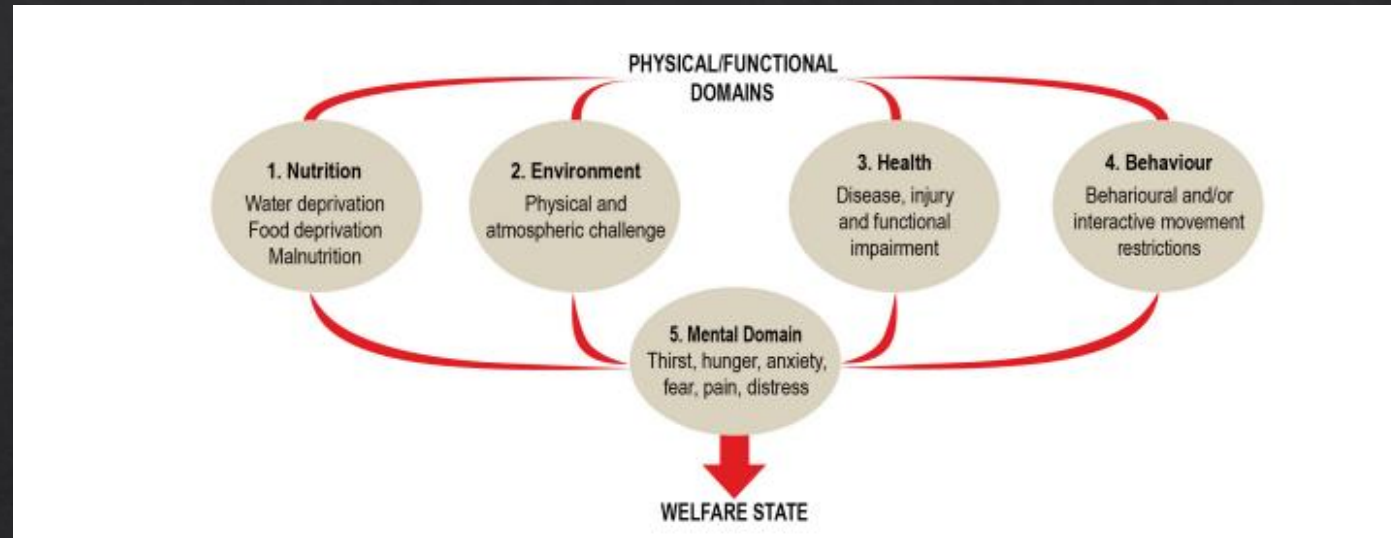 PHYSICAL/FUNCTIONAL
DOMAINS
1. Nutrition
Water deprivation
Food deprivation
Malnutrition
2. Environment
Physical and
atmospheric challenge
3. Health
Disease, injury
and functional
impairment
4. Behaviour
Beharioural and/or
interactive movement
restrictions
5. Mental Domain
Thirst, hunger, anxiety,
fear, pain, distress
WELFARE STATE